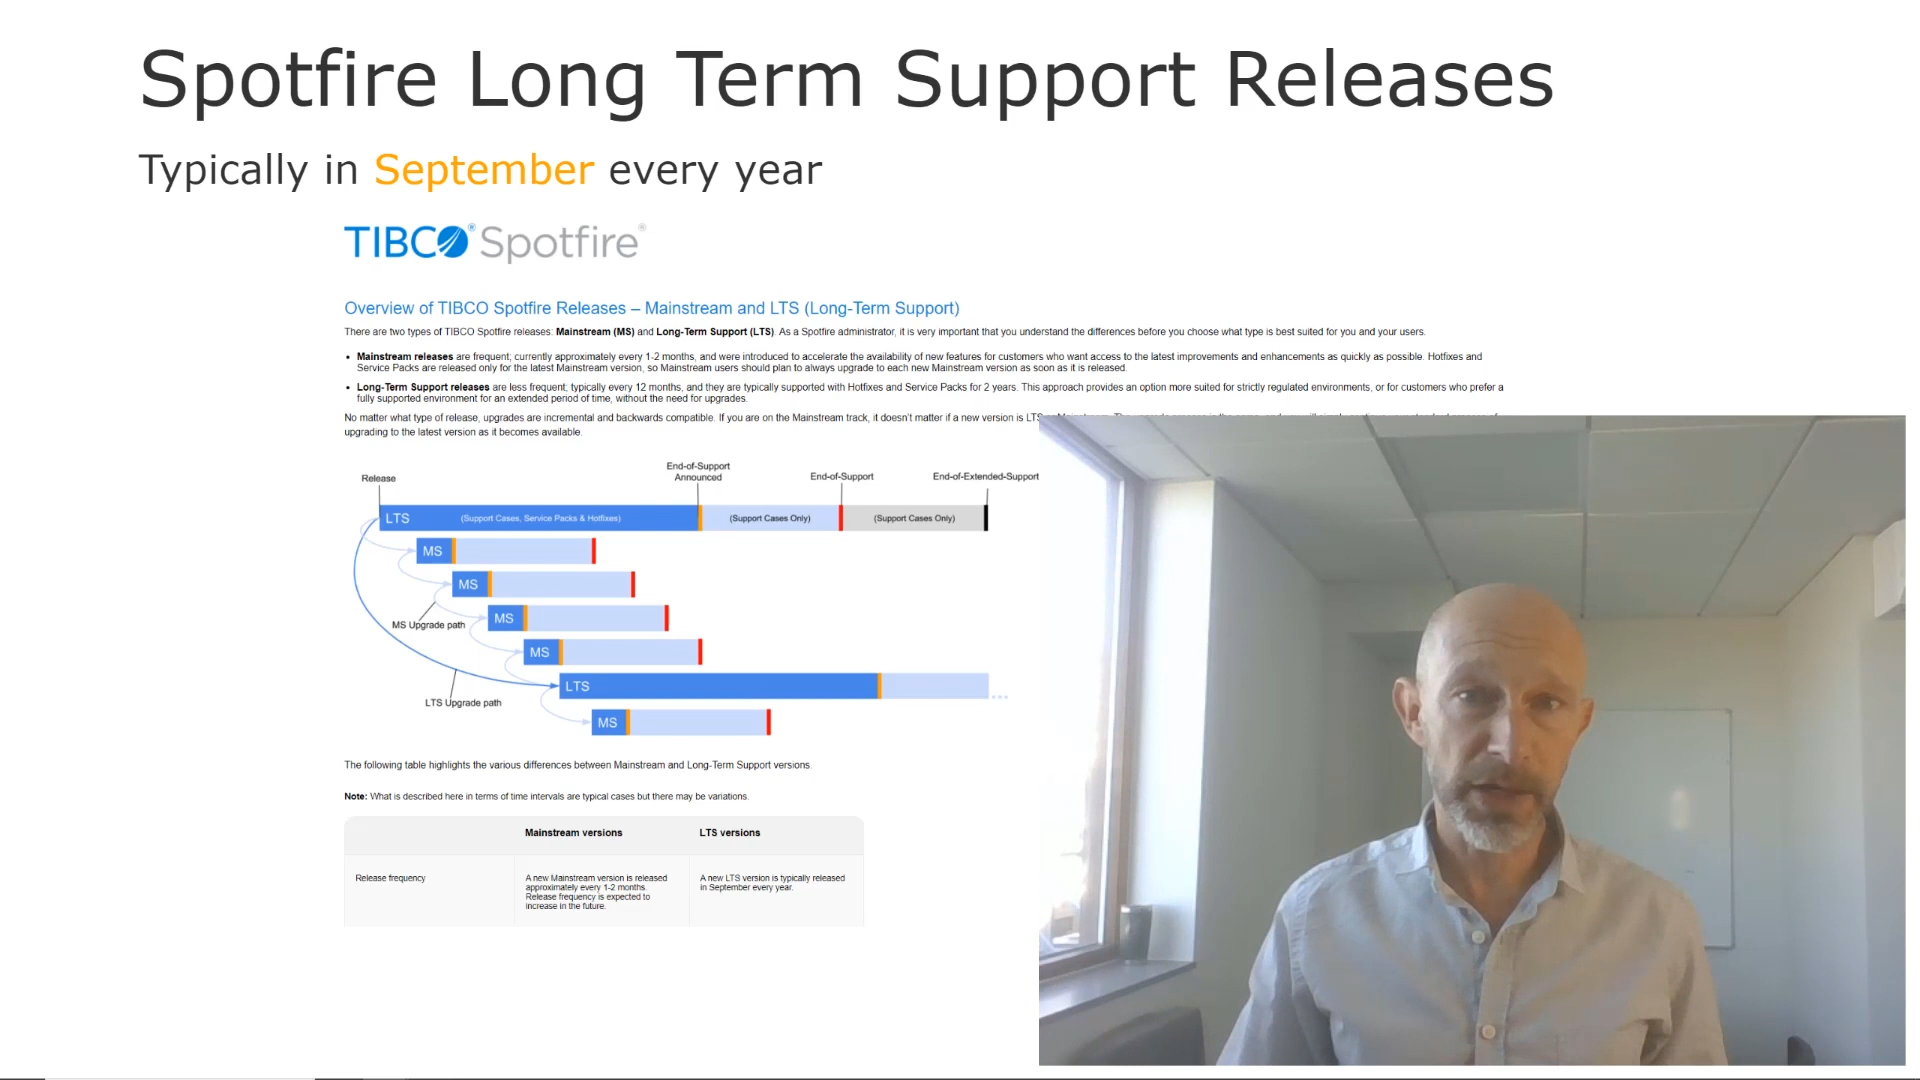 Spotfire Long Term Support Releases
Typically in September every year
TIBCO® Spotfire®
Overview of TIBCO Spotfire Releases – Mainstream and LTS (Long-Term Support)
There are two types of TIBCO Spotfire releases: Mainstream (MS) and Long-Term Support (LTS). As a Spotfire administrator, it is very important that you understand the differences before you choose what type is best suited for you and your users.
• Mainstream releases are frequent; currently approximately every 1-2 months, and were introduced to accelerate the availability of new features for customers who want access to the latest improvements and enhancements as quickly as possible. Hotfixes and
Service Packs are released only for the latest Mainstream version, so Mainstream users should plan to always upgrade to each new Mainstream version as soon as it is released.
• Long-Term Support releases are less frequent; typically every 12 months, and they are typically supported with Hotfixes and Service Packs for 2 years. This approach provides an option more suited for strictly regulated environments, or for customers who prefer a
fully supported environment for an extended period of time, without the need for upgrades.
No matter what type of release, upgrades are incremental and backwards compatible. If you are on the Mainstream track, it doesn't matter if a new version is LTS
upgrading to the latest version as it becomes available.
Release
End-of-Support
Announced
End-of-Support
End-of-Extended-Support
LTS (Support Cases, Service Packs & Hotfixes) (Support Cases Only) (Support Cases Only)
MS
MS
MS
MS Upgrade path
MS
LTS
LTS Upgrade path
MS
The following table highlights the various differences between Mainstream and Long-Term Support versions.
Note: What is described here in terms of time intervals are typical cases but there may be variations.
Mainstream versions LTS versions
Release frequency
A new Mainstream version is released
approximately every 1-2 months.
Release frequency is expected to
increase in the future.
A new LTS version is typically released
in September every year.